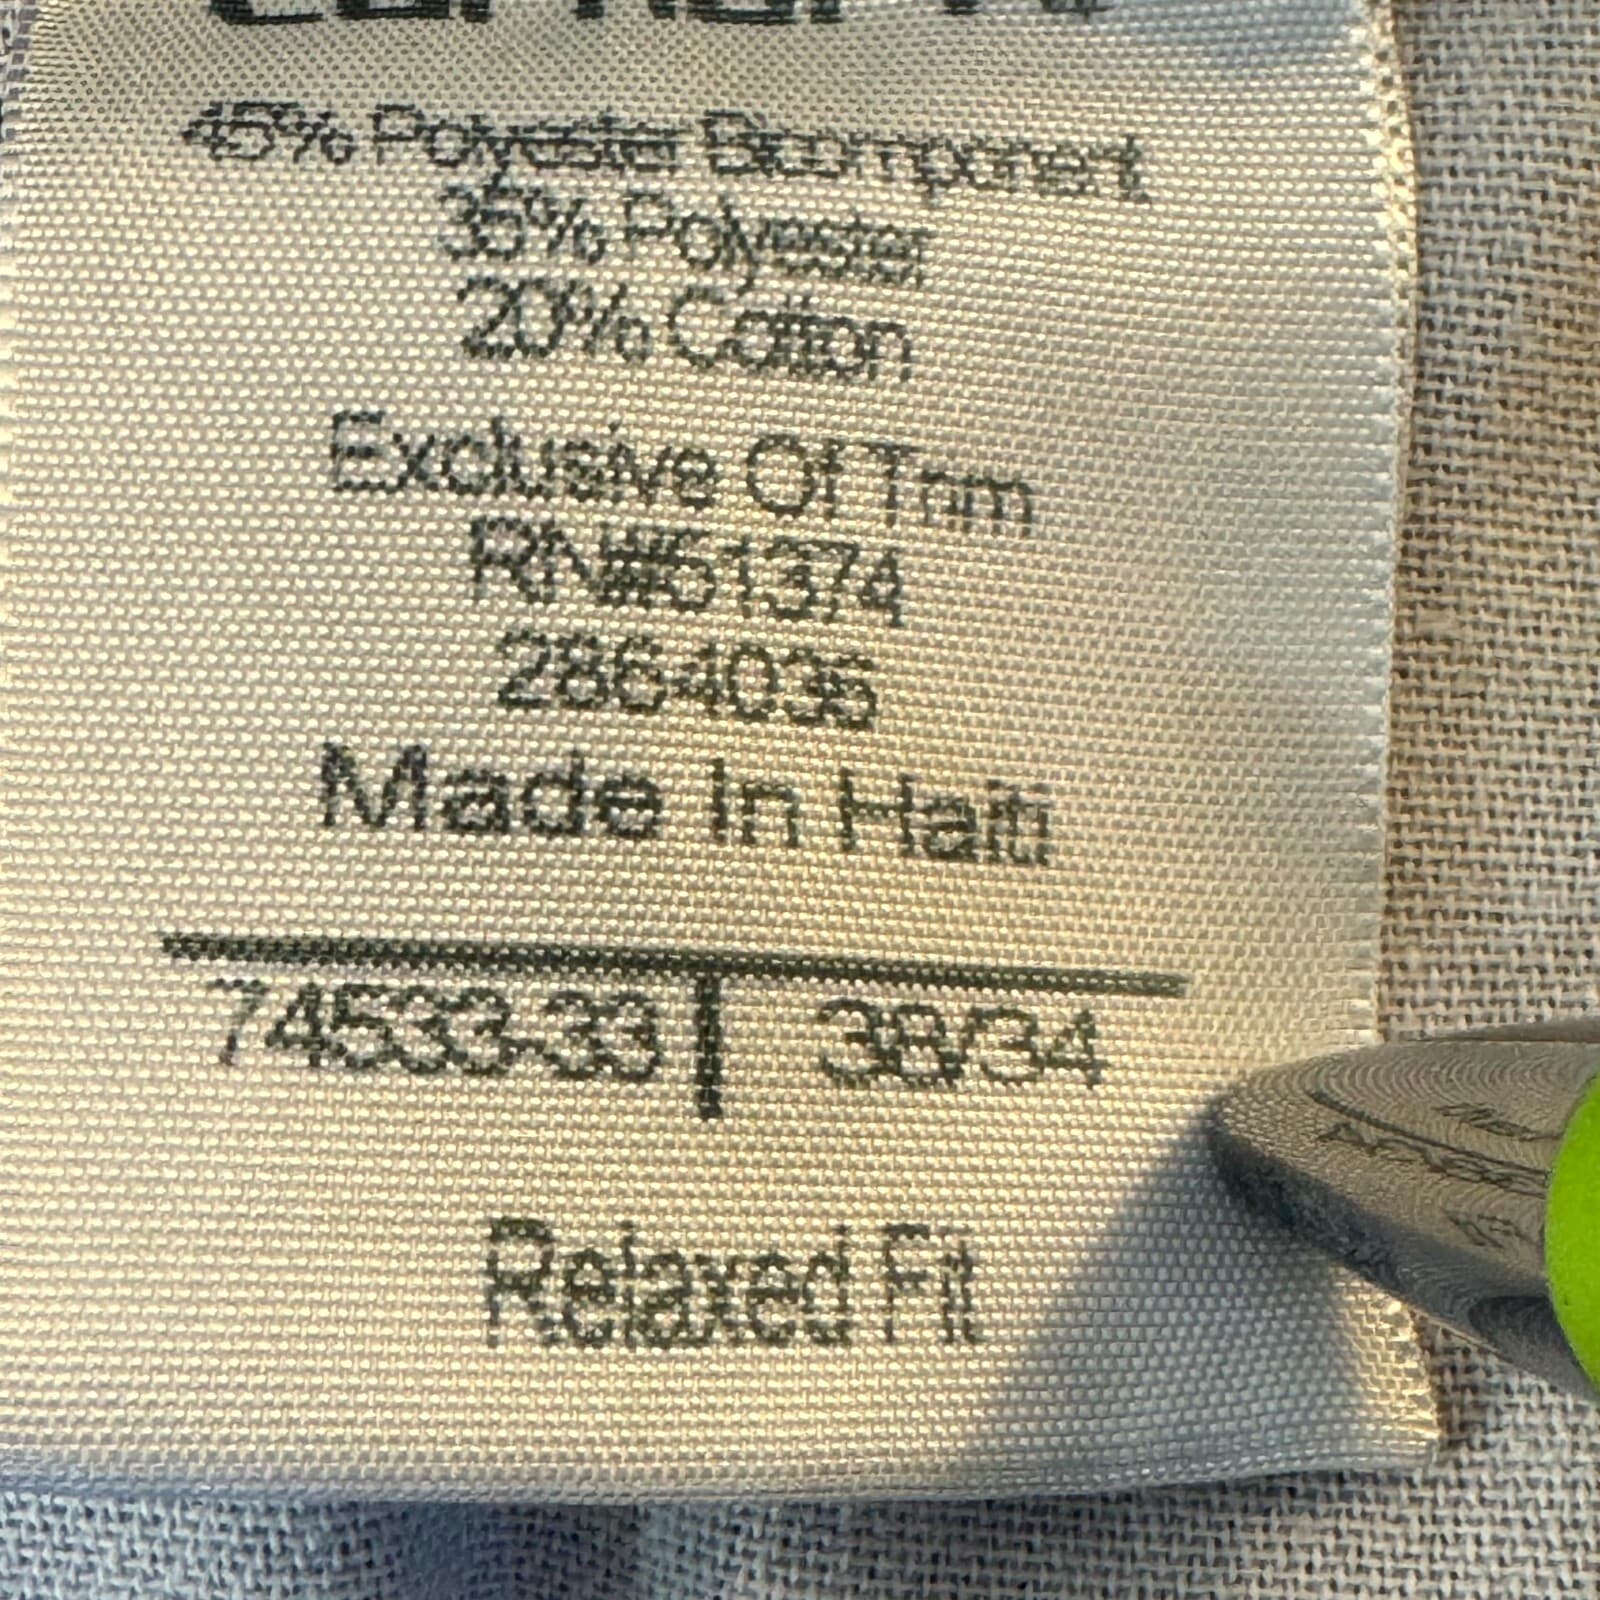 45% Polyester Bicomponent
35% Polyester
20% Cotton
Exclusive Of Trim
RN#51374
2864036
Made In Haiti
74533-33 38/34
Relaxed Fit